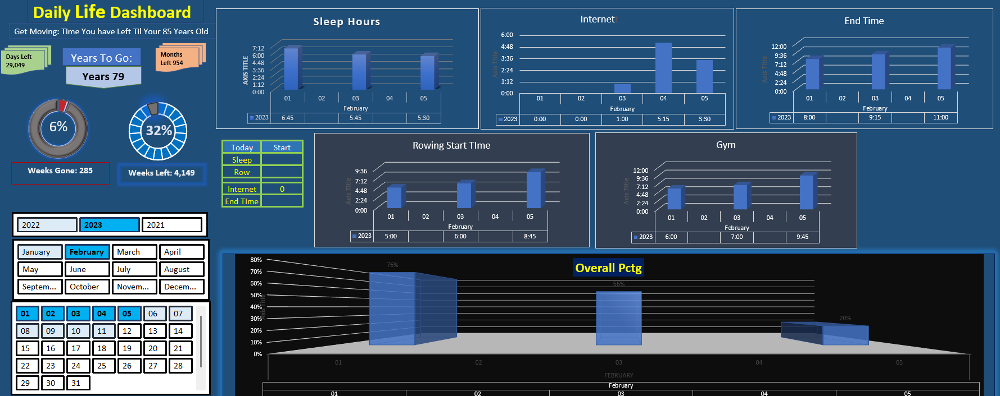 Daily Life Dashboard
Get Moving: Time You have Left Til Your 85 Years Old
Days Left
29,049
Years To Go:
Years 79
Months
Left 954
6%
32%
Weeks Gone: 285
Weeks Left: 4,149
2022 2023 2021
January February March April
May June July August
Septem... October Novem... Decem...
01 02 03 04 05 06 07
08 09 10 11 12 13 14
15 16 17 18 19 20 21
22 23 24 25 26 27 28
29 30 31
Sleep Hours
AXIS TITLE
7:12
6:00
4:48
3:36
2:24
1:12
0:00
01 02 03 04 05
February
2023 6:45 5:45 5:30
Internet
Axis Title
6:00
4:48
3:36
2:24
1:12
0:00
01 02 03 04 05
February
2023 0:00 0:00 1:00 5:15 3:30
End Time
Axis Title
12:00
9:36
7:12
4:48
2:24
0:00
01 02 03 04 05
February
2023 8:00 9:15 11:00
Today Start
Sleep
Row
Internet 0
End Time
Rowing Start TIme
Axis Title
9:36
7:12
4:48
2:24
0:00
01 02 03 04 05
February
2023 5:00 6:00 8:45
Gym
Axis Title
12:00
9:36
7:12
4:48
2:24
0:00
01 02 03 04 05
February
2023 6:00 7:00 9:45
Overall Pctg
Axis Title
80%
70%
60%
50%
40%
30%
20%
10%
0%
76%
56%
20%
01 02 03 04 05
FEBRUARY
February
01 02 03 04 05